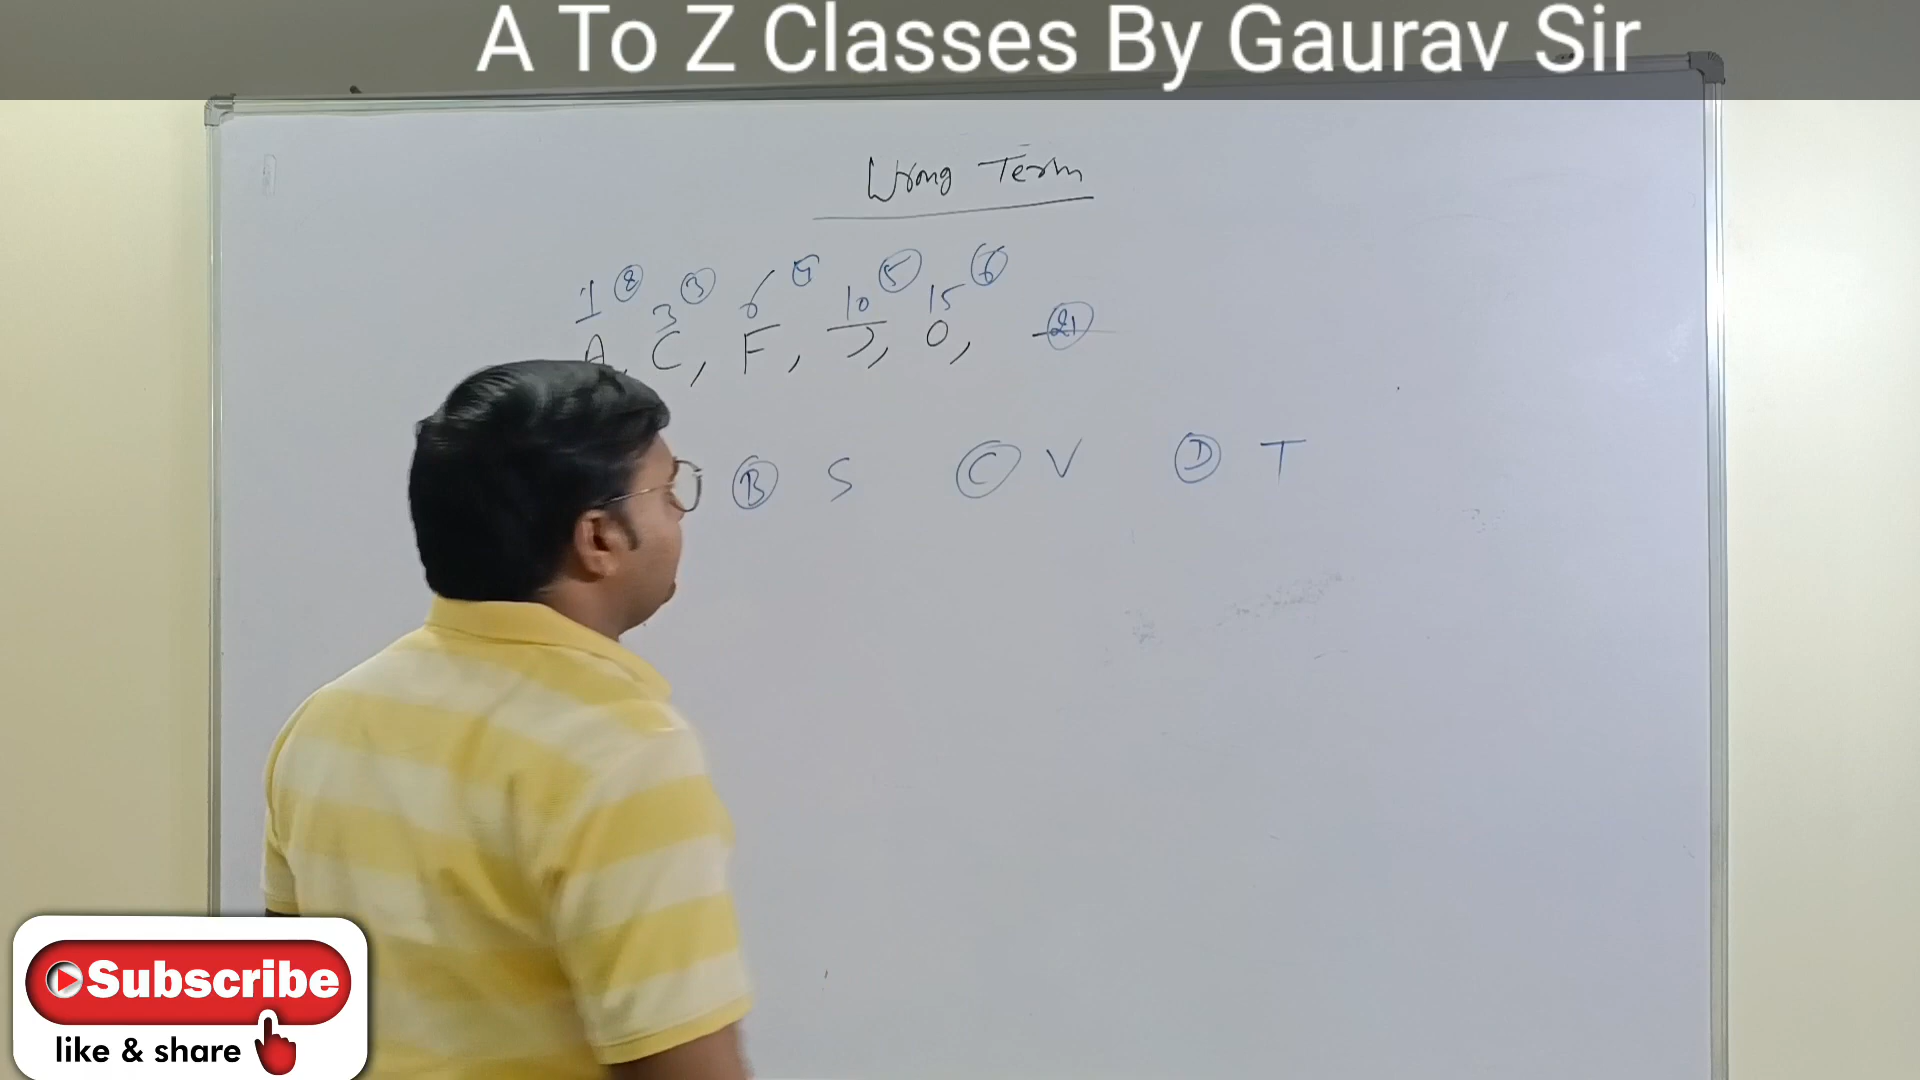 A To Z Classes By Gaurav Sir
Wrong Term
1 2 3 3 6 4 10 5 15 6
A, C, F, J, O, 21
B S C V D T
Subscribe
like & share